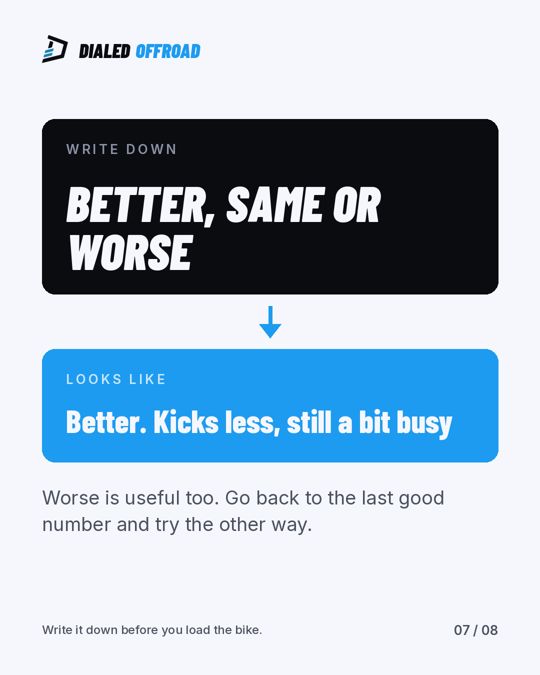 DIALED OFFROAD
WRITE DOWN
BETTER, SAME OR
WORSE
LOOKS LIKE
Better. Kicks less, still a bit busy
Worse is useful too. Go back to the last good
number and try the other way.
Write it down before you load the bike.
07 / 08